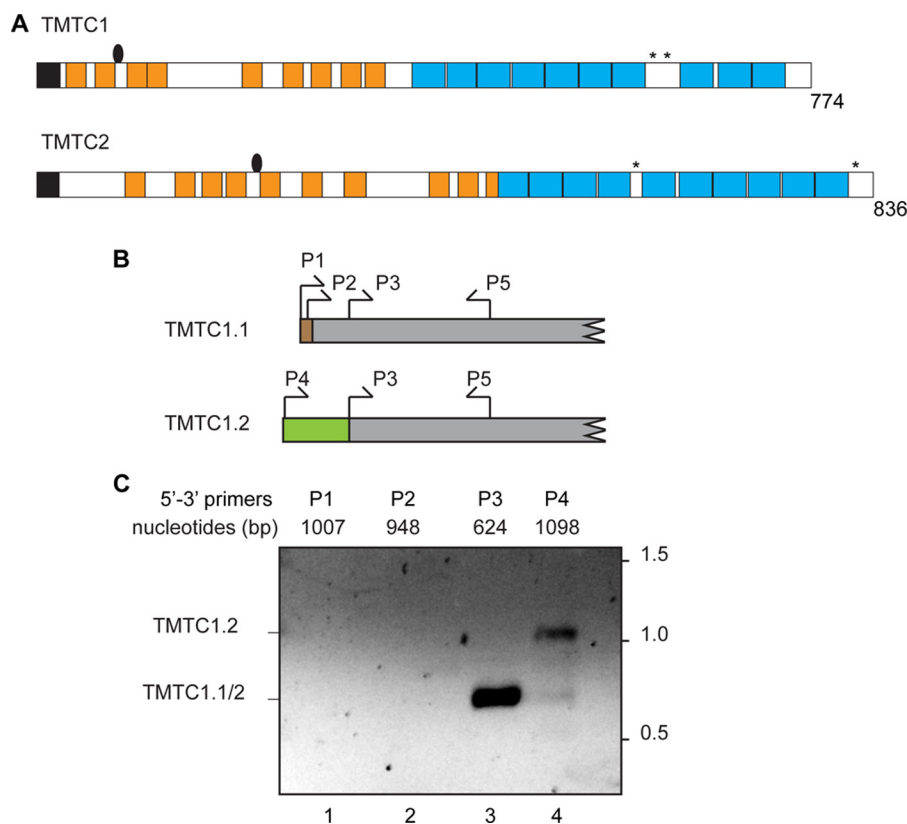 A
TMTC1
* *
774
TMTC2
* *
836
B
P1
P2 P3 P5
TMTC1.1
P4 P3 P5
TMTC1.2
C
5'-3' primers P1 P2 P3 P4
nucleotides (bp) 1007 948 624 1098
1.5
TMTC1.2
1.0
TMTC1.1/2
0.5
1 2 3 4